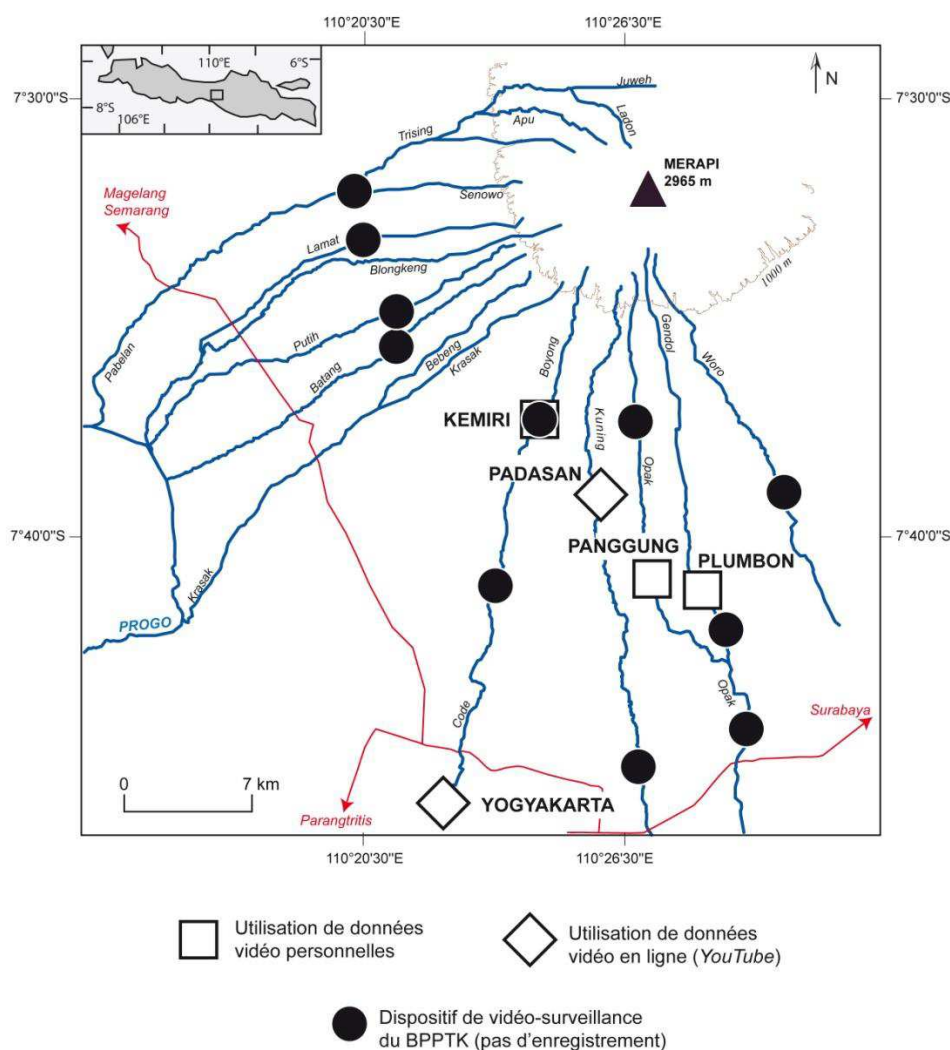 110°20'30"E
110°26'30"E
110°E
6°S
8°S
106°E
N
7°30'0"S
7°30'0"S
Juweh
Ladon
Apu
Trising
MERAPI
2965 m
Magelang
Semarang
Senowo
Lamat
Blongkeng
1000 m
Pabelan
Putih
Batang
Bebeng
Krasak
Boyong
Gendol
Woro
KEMIRI
Kuning
Opak
PADASAN
7°40'0"S
7°40'0"S
PANGGUNG
PLUMBON
Krasak
PROGO
Code
Opak
Surabaya
0
7 km
Parangtritis
YOGYAKARTA
110°20'30"E
110°26'30"E
Utilisation de données
vidéo personnelles
Utilisation de données
vidéo en ligne (YouTube)
Dispositif de vidéo-surveillance
du BPPTK (pas d'enregistrement)